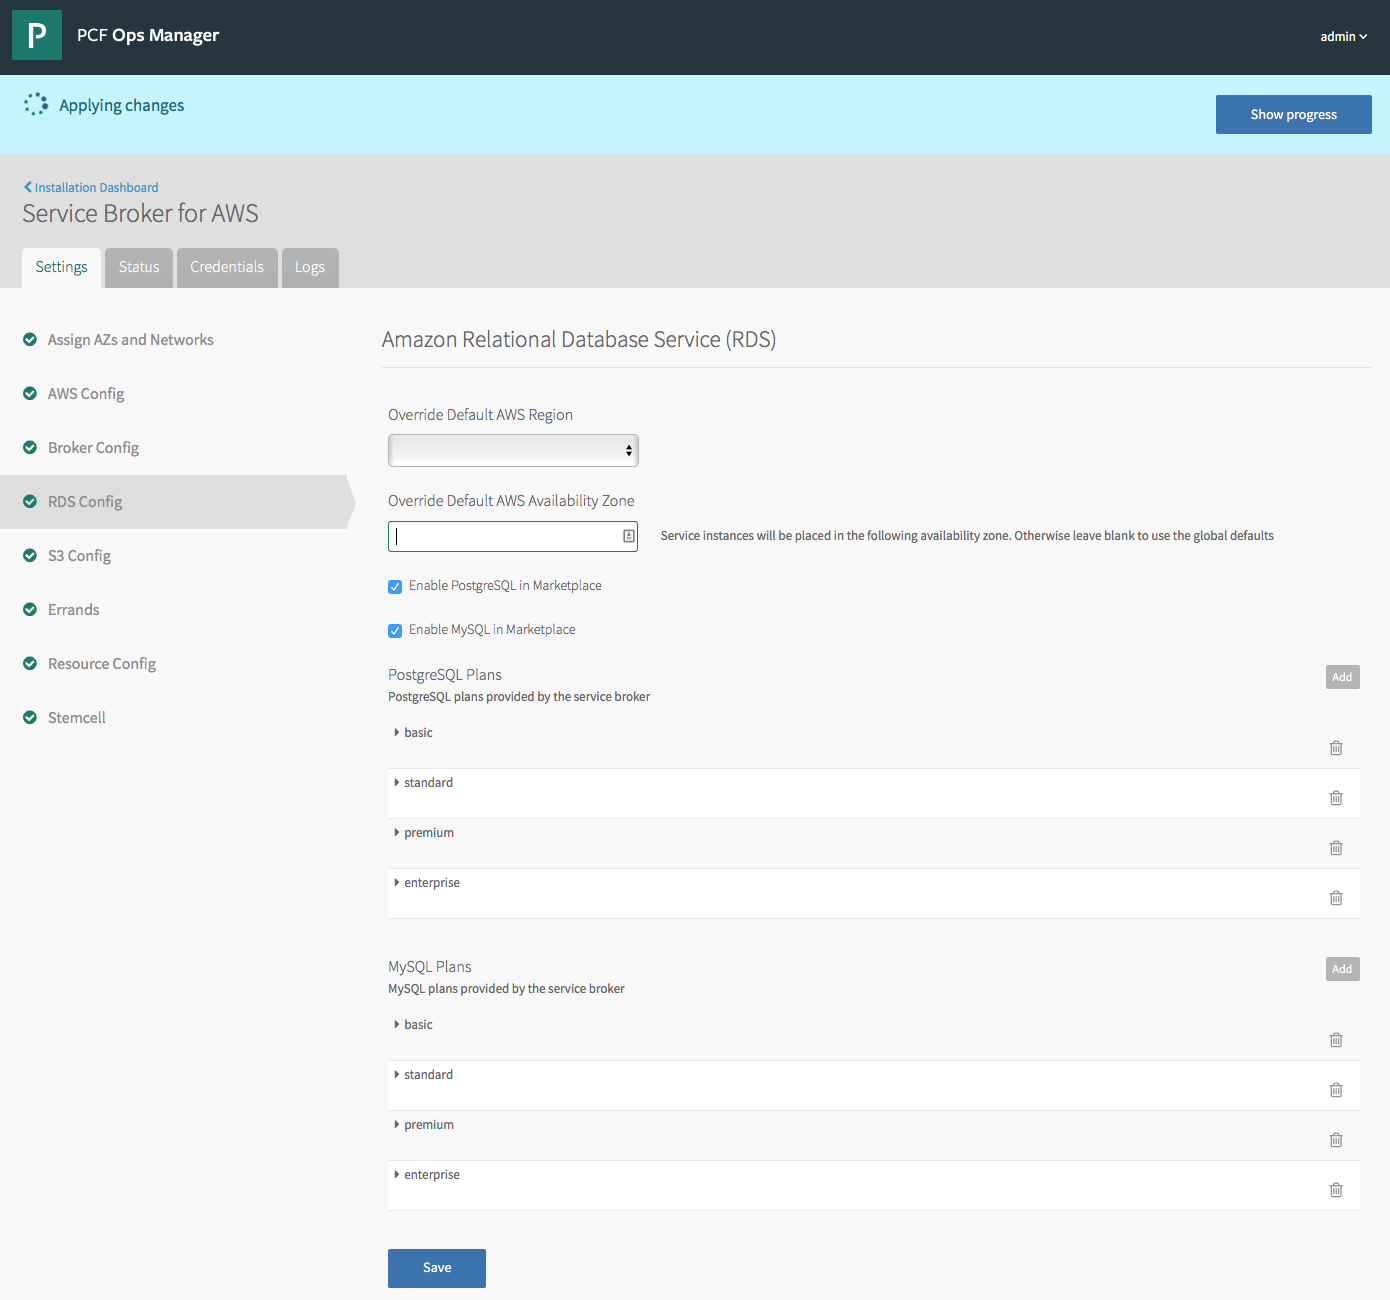 P PCF Ops Manager admin
Applying changes Show progress
Installation Dashboard
Service Broker for AWS
Settings Status Credentials Logs
Assign AZs and Networks
AWS Config
Broker Config
RDS Config
S3 Config
Errands
Resource Config
Stemcell
Amazon Relational Database Service (RDS)
Override Default AWS Region
Override Default AWS Availability Zone
Service instances will be placed in the following availability zone. Otherwise leave blank to use the global defaults
Enable PostgreSQL in Marketplace
Enable MySQL in Marketplace
PostgreSQL Plans Add
PostgreSQL plans provided by the service broker
basic
standard
premium
enterprise
MySQL Plans Add
MySQL plans provided by the service broker
basic
standard
premium
enterprise
Save